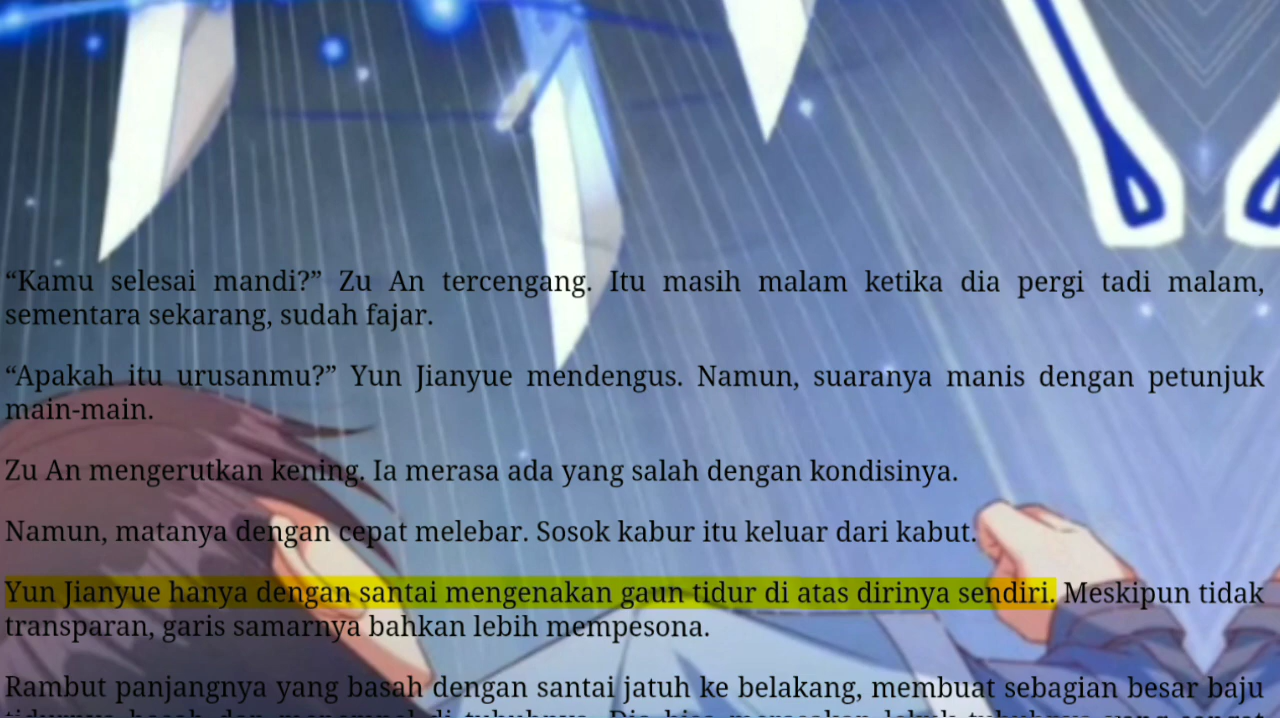 “Kamu selesai mandi?” Zu An tercengang. Itu masih malam ketika dia pergi tadi malam,
sementara sekarang, sudah fajar.
“Apakah itu urusanmu?” Yun Jianyue mendengus. Namun, suaranya manis dengan petunjuk
main-main.
Zu An mengerutkan kening. Ia merasa ada yang salah dengan kondisinya.
Namun, matanya dengan cepat melebar. Sosok kabur itu keluar dari kabut.
Yun Jianyue hanya dengan santai mengenakan gaun tidur di atas dirinya sendiri. Meskipun tidak
transparan, garis samarnya bahkan lebih mempesona.
Rambut panjangnya yang basah dengan santai jatuh ke belakang, membuat sebagian besar baju